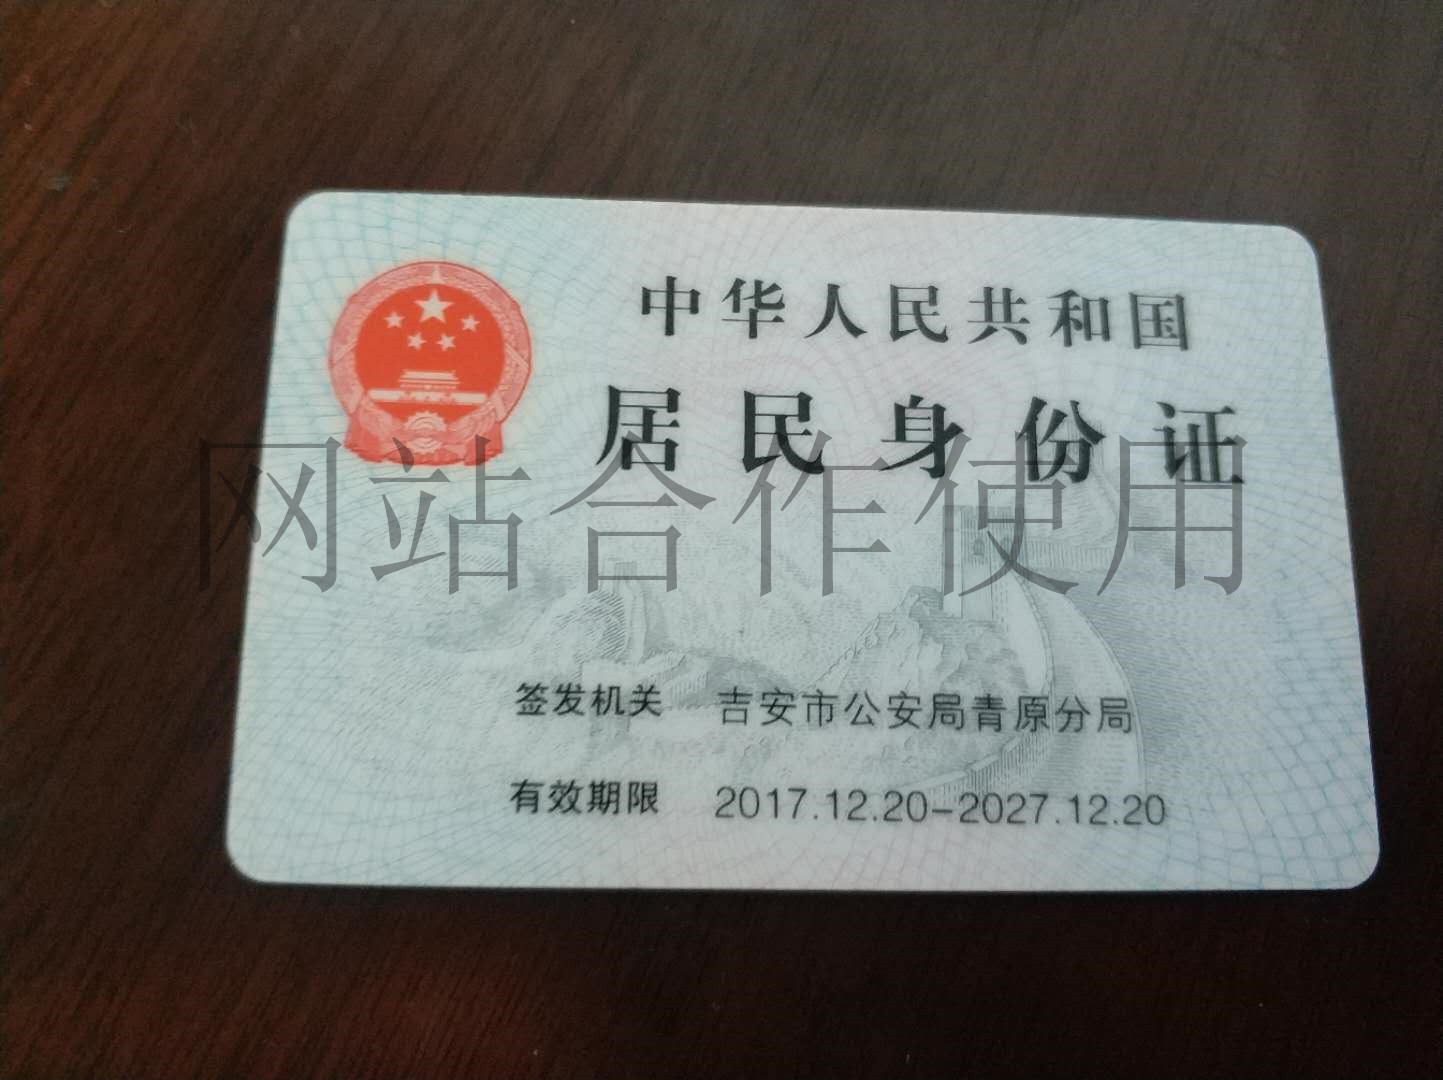 中华人民共和国
居民身份证
网站合作使用
签发机关 吉安市公安局青原分局
有效期限 2017.12.20-2027.12.20